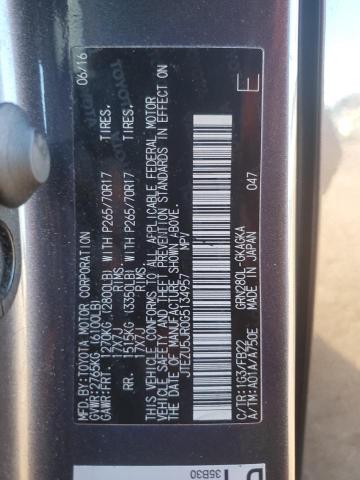 MFD.BY:TOYOTA MOTOR CORPORATION 06/16
GVWR:2765KG(6100LB)
GAWR:FRT. 1270KG(2800LB) WITH P265/70R17 TIRES.
17X7J RIMS.
RR. 1515KG(3350LB) WITH P265/70R17 TIRES.
17X7J RIMS.
THIS VEHICLE CONFORMS TO ALL APPLICABLE FEDERAL MOTOR
VEHICLE SAFETY AND THEFT PREVENTION STANDARDS IN EFFECT ON
THE DATE OF MANUFACTURE SHOWN ABOVE.
JTEZU5JR0G5134957 MPV
C/TR:1G3/FB22 GRN280L-GKAGKA
A/TM:A01A/A750E MADE IN JAPAN 047 E
35B30